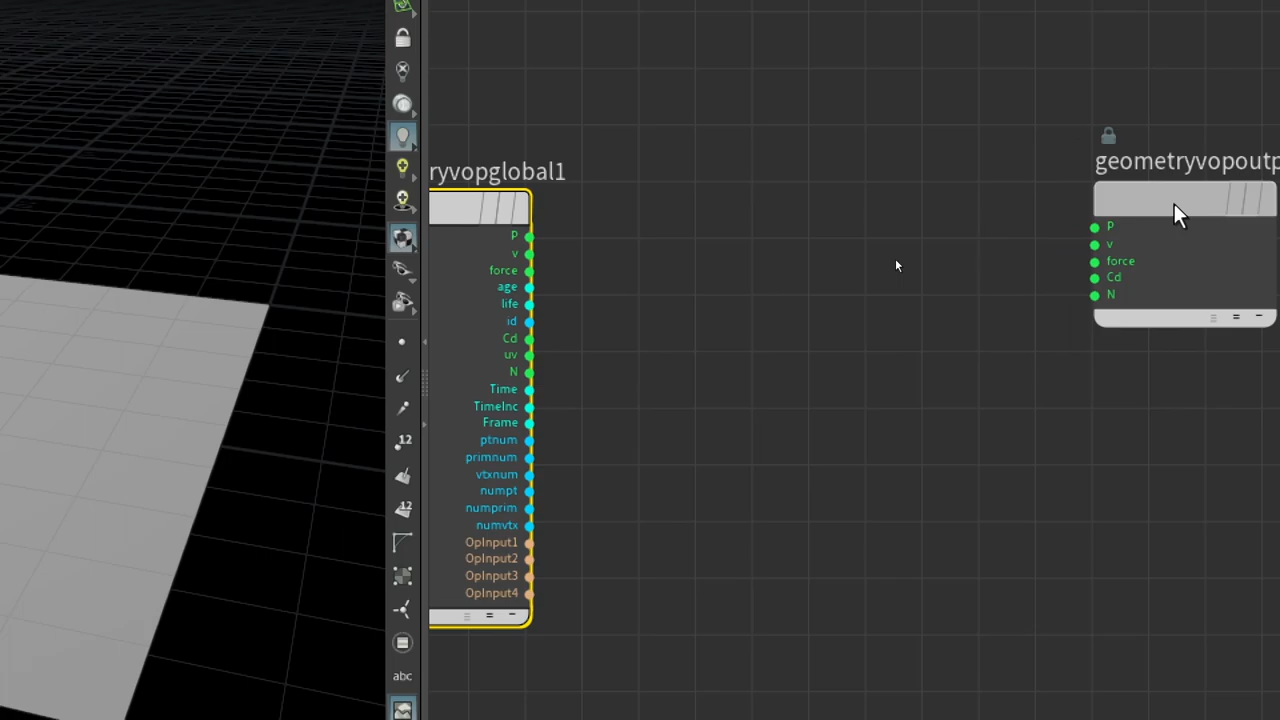 ryvopglobal1
geometryvopoutp
P
v
force
age
life
id
Cd
uv
N
Time
TimeInc
Frame
ptnum
primnum
vtxnum
numpt
numprim
numvtx
OpInput1
OpInput2
OpInput3
OpInput4
P
v
force
Cd
N
12
12
abc